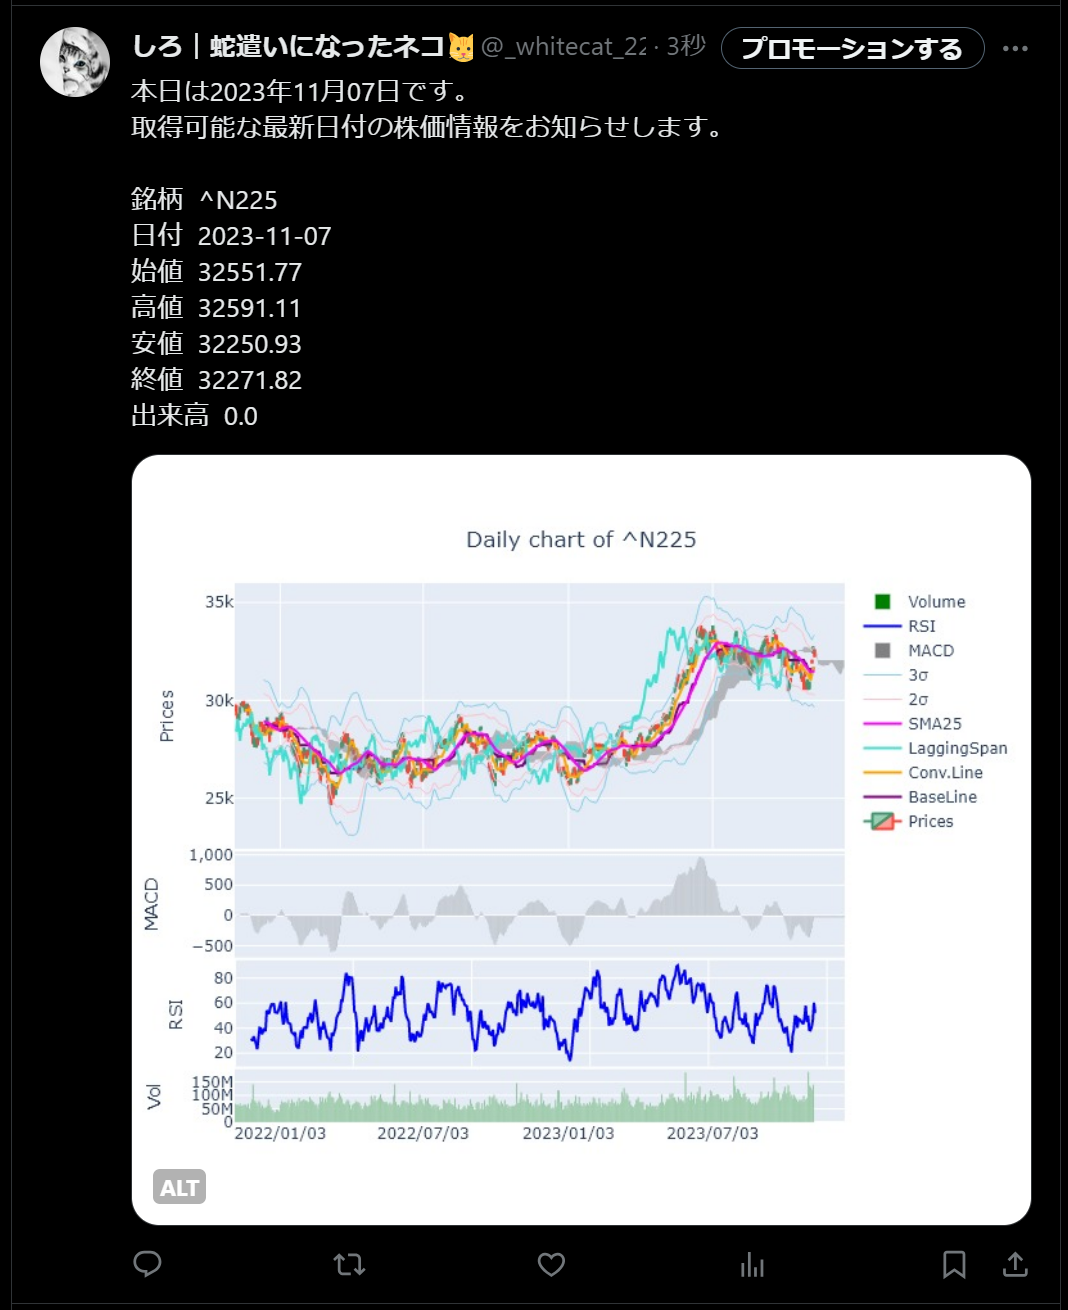 しろ｜蛇遣いになったネコ🐱 @_whitecat_22 · 3秒 プロモーションする
本日は2023年11月07日です。
取得可能な最新日付の株価情報をお知らせします。
銘柄 ^N225
日付 2023-11-07
始値 32551.77
高値 32591.11
安値 32250.93
終値 32271.82
出来高 0.0
Daily chart of ^N225
35k
30k
25k
Prices
1,000
500
0
−500
MACD
80
60
40
20
RSI
150M
100M
50M
0
Vol
2022/01/03 2022/07/03 2023/01/03 2023/07/03
Volume
RSI
MACD
3σ
2σ
SMA25
LaggingSpan
Conv.Line
BaseLine
Prices
ALT